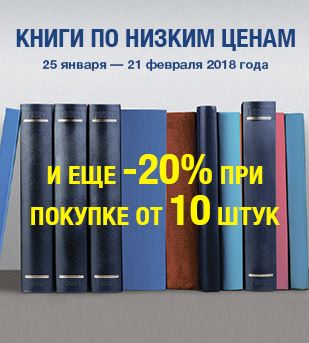 КНИГИ ПО НИЗКИМ ЦЕНАМ
25 января — 21 февраля 2018 года
И ЕЩЕ -20% ПРИ
ПОКУПКЕ ОТ 10 ШТУК